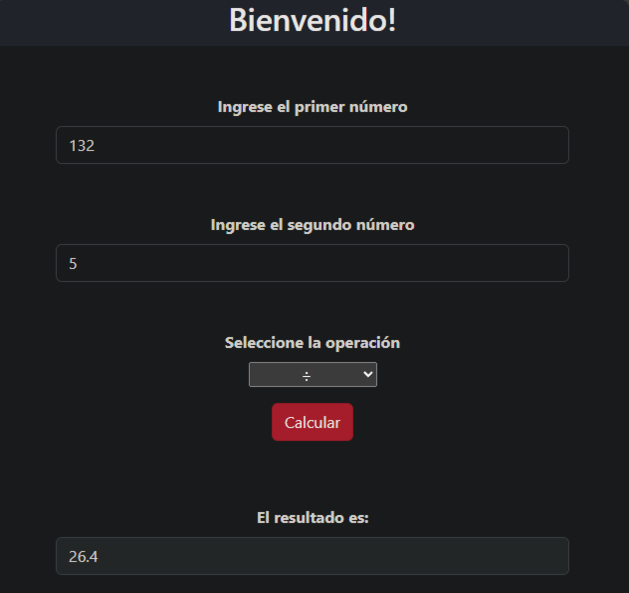 Bienvenido!
Ingrese el primer número
132
Ingrese el segundo número
5
Seleccione la operación
÷
Calcular
El resultado es:
26.4